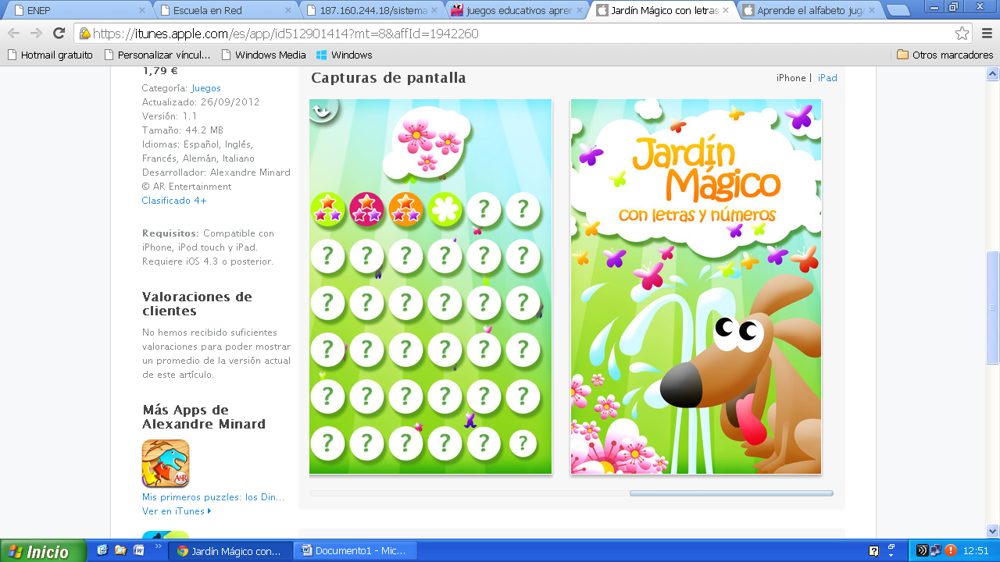 ENEP
Escuela en Red
187.160.244.18/sistema
juegos educativos aprer
Jardín Mágico con letras
Aprende el alfabeto jug
https://itunes.apple.com/es/app/id512901414?mt=8&affId=1842260
Hotmail gratuito
Personalizar víncul...
Windows Media
Windows
Otros marcadores
1,79 €
Categoría: Juegos
Actualizado: 26/09/2012
Versión: 1.1
Tamaño: 44.2 MB
Idiomas: Español, Inglés,
Francés, Alemán, Italiano
Desarrollador: Alexandre Minard
© AR Entertainment
Clasificado 4+
Requisitos: Compatible con
iPhone, iPod touch y iPad.
Requiere iOS 4.3 o posterior.
Valoraciones de
clientes
No hemos recibido suficientes
valoraciones para poder mostrar
un promedio de la versión actual
de este artículo.
Más Apps de
Alexandre Minard
A&R
Mis primeros puzzles: los Din...
Ver en iTunes
Capturas de pantalla
iPhone | iPad
? ?
? ? ? ? ? ?
? ? ? ? ? ?
? ? ? ? ? ?
? ? ? ? ? ?
? ? ? ? ? ?
Jardín
Mágico
con letras y números
Inicio
Jardín Mágico con...
Documento1 - Mic...
12:51